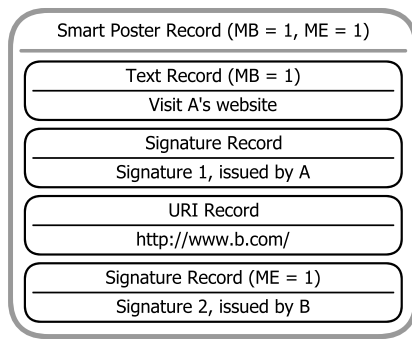 Smart Poster Record (MB = 1, ME = 1)
Text Record (MB = 1)
Visit A's website
Signature Record
Signature 1, issued by A
URI Record
http://www.b.com/
Signature Record (ME = 1)
Signature 2, issued by B